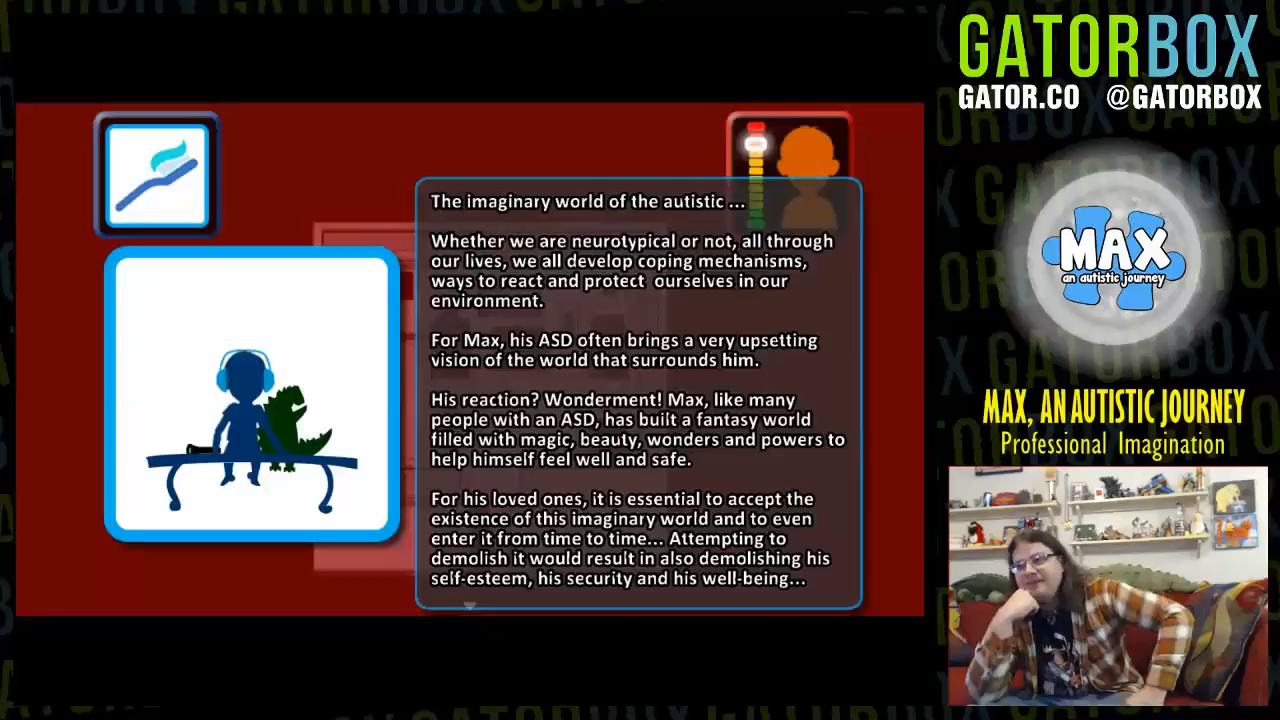 GATORBOX
GATOR.CO @GATORBOX
The imaginary world of the autistic ...
Whether we are neurotypical or not, all through
our lives, we all develop coping mechanisms,
ways to react and protect ourselves in our
environment.
For Max, his ASD often brings a very upsetting
vision of the world that surrounds him.
His reaction? Wonderment! Max, like many
people with an ASD, has built a fantasy world
filled with magic, beauty, wonders and powers to
help himself feel well and safe.
For his loved ones, it is essential to accept the
existence of this imaginary world and to even
enter it from time to time... Attempting to
demolish it would result in also demolishing his
self-esteem, his security and his well-being...
MAX
an autistic journey
MAX, AN AUTISTIC JOURNEY
Professional Imagination